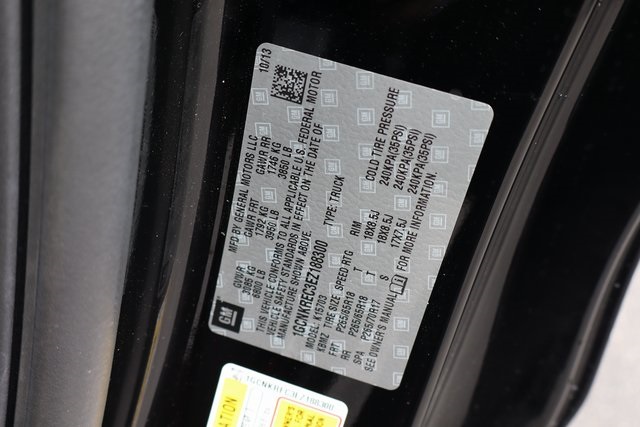 GM
MFD BY GENERAL MOTORS LLC
10/13
GVWR GAWR FRT GAWR RR
3085 KG 1792 KG 1746 KG
6800 LB 3950 LB 3850 LB
THIS VEHICLE CONFORMS TO ALL APPLICABLE U.S. FEDERAL MOTOR
VEHICLE SAFETY STANDARDS IN EFFECT ON THE DATE OF
MANUFACTURE SHOWN ABOVE.
1GCNKREC3EZ188300 TYPE: TRUCK
MODEL: K15703
K6MZ TIRE SIZE SPEED RTG RIM COLD TIRE PRESSURE
FRT P265/65R18 T 18X8.5J 240KPA(35PSI)
RR P265/65R18 T 18X8.5J 240KPA(35PSI)
SPA P265/70R17 S 17X7.5J 240KPA(35PSI)
SEE OWNER'S MANUAL FOR MORE INFORMATION.